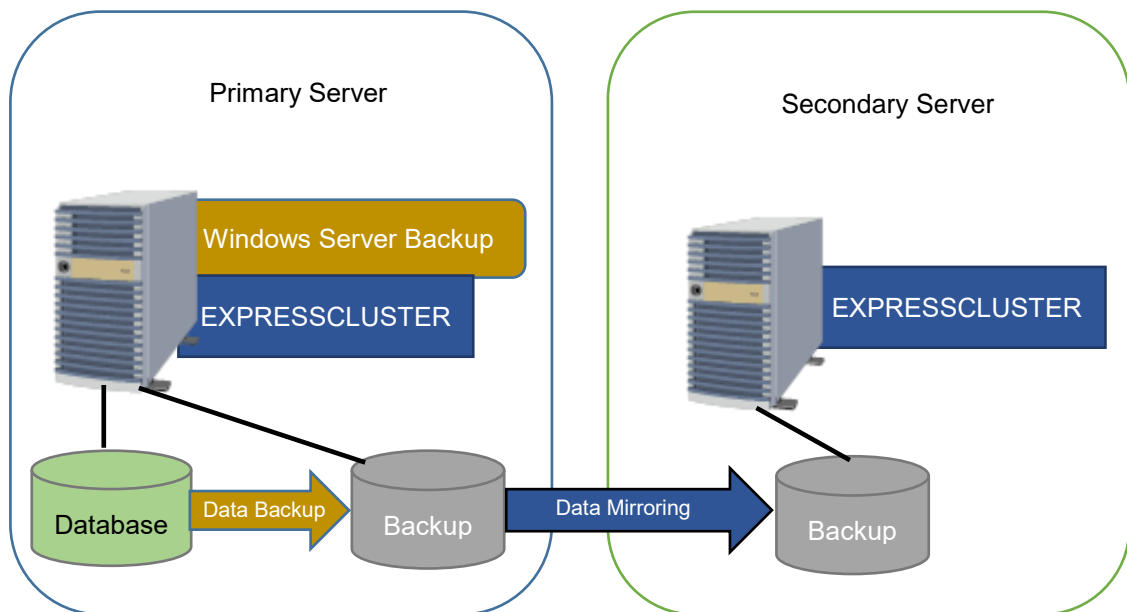 Primary Server
Secondary Server
Windows Server Backup
EXPRESSCLUSTER
EXPRESSCLUSTER
Database
Data Backup
Backup
Data Mirroring
Backup